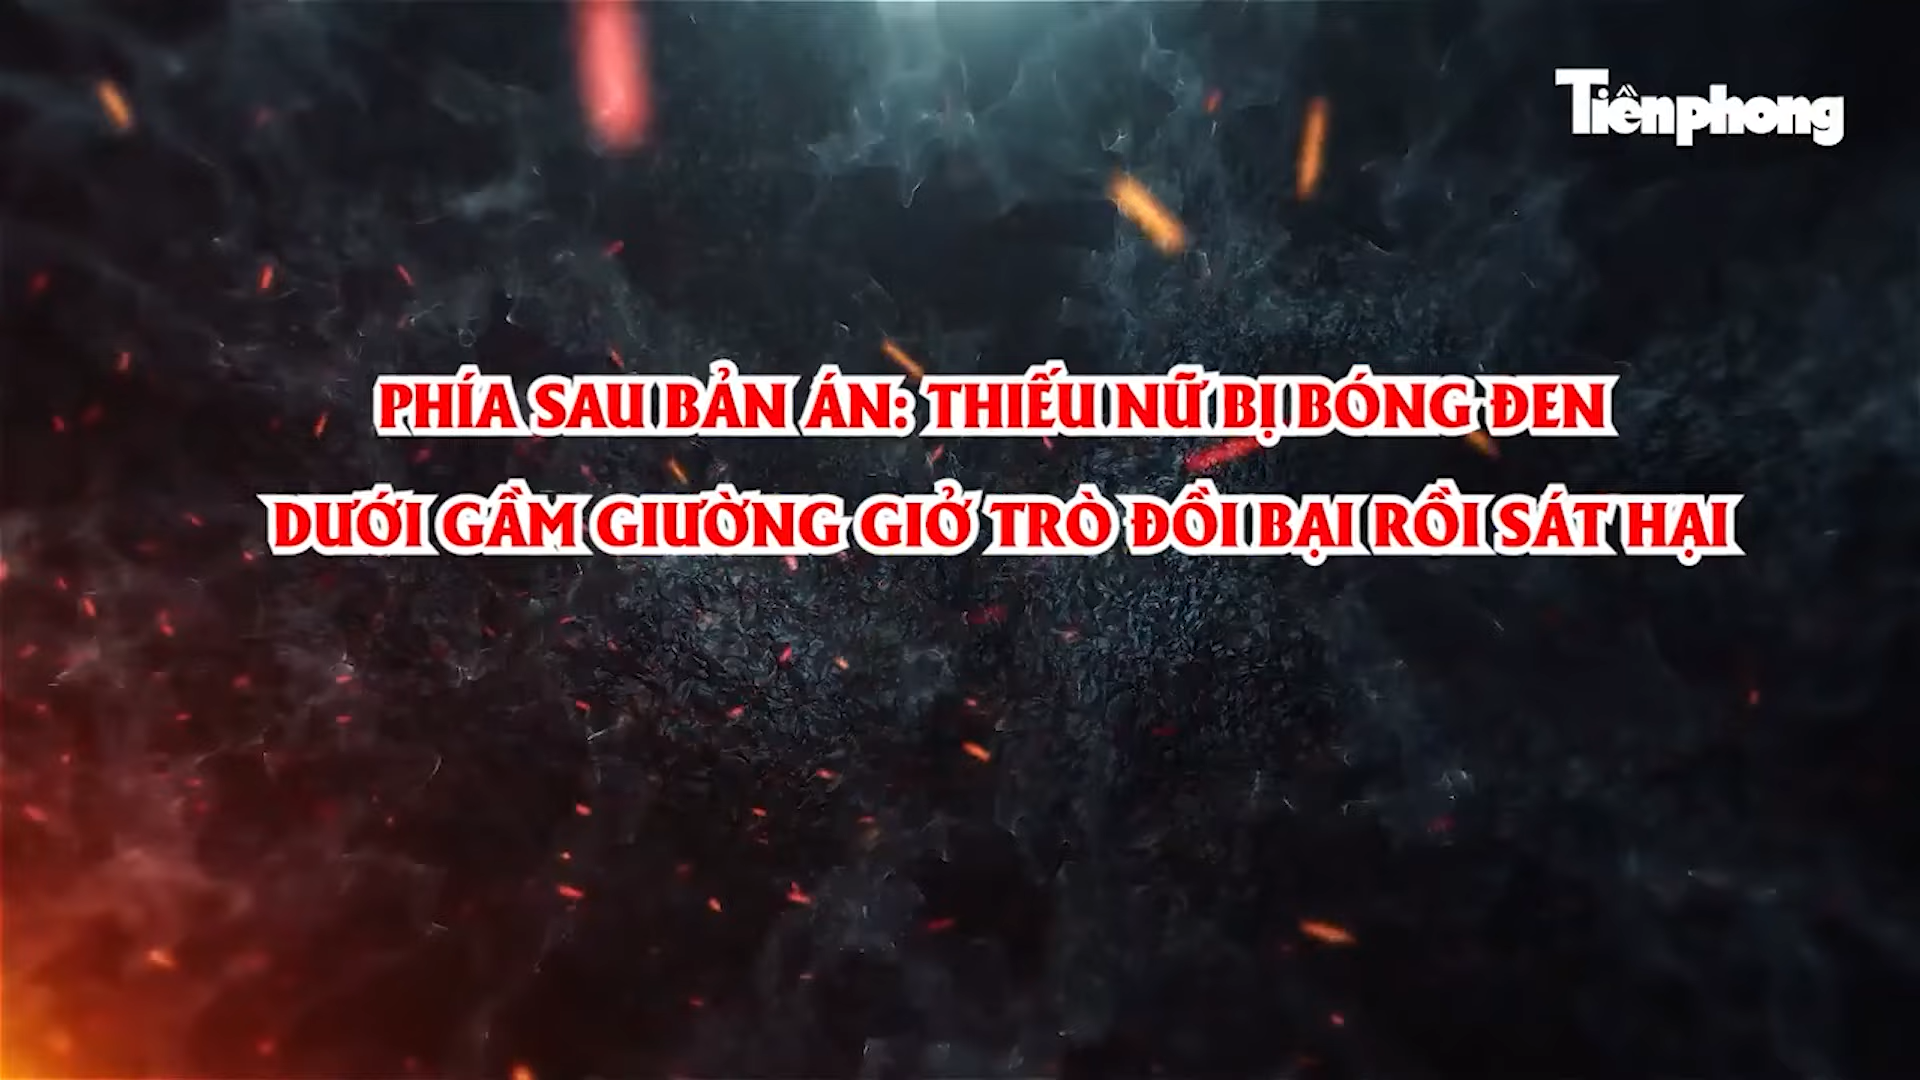 Tiềnphong
PHÍA SAU BẢN ÁN: THIẾU NỮ BỊ BÓNG ĐEN
DƯỚI GẦM GIƯỜNG GIỞ TRÒ ĐỒI BẠI RỒI SÁT HẠI